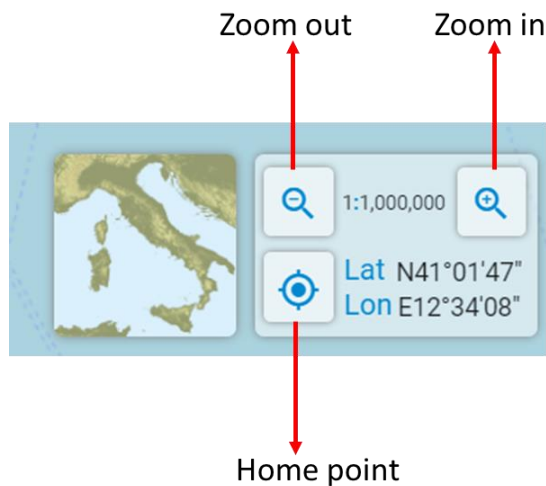 Zoom out
Zoom in
1:1,000,000
Lat N41°01'47"
Lon E12°34'08"
Home point